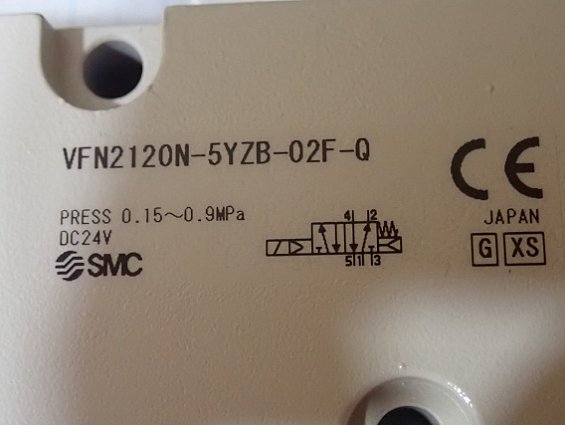 VFN2120N-5YZB-02F-Q
CE
PRESS 0.15～0.9MPa
DC24V
SMC
4 2
5 1 3
JAPAN
G XS